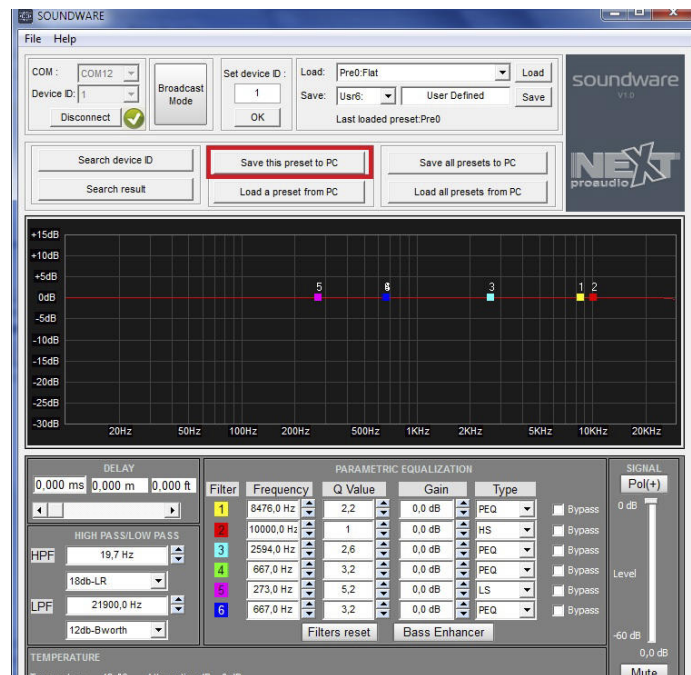 SOUNDWARE
File Help
COM : COM12
Device ID: 1
Disconnect
Broadcast
Mode
Set device ID :
1
OK
Load: Pre0:Flat Load
Save: Usr6: User Defined Save
Last loaded preset:Pre0
soundware
V1.0
Search device ID
Save this preset to PC
Save all presets to PC
Search result
Load a preset from PC
Load all presets from PC
NEXT
proaudio
+15dB
+10dB
+5dB
0dB
-5dB
-10dB
-15dB
-20dB
-25dB
-30dB
5 3 1 2
20Hz 50Hz 100Hz 200Hz 500Hz 1KHz 2KHz 5KHz 10KHz 20KHz
DELAY
0,000 ms 0,000 m 0,000 ft
HIGH PASS/LOW PASS
HPF 19,7 Hz
18db-LR
LPF 21900,0 Hz
12db-Bworth
PARAMETRIC EQUALIZATION
Filter Frequency Q Value Gain Type
1 8476,0 Hz 2,2 0,0 dB PEQ Bypass
2 10000,0 Hz 1 0,0 dB HS Bypass
3 2594,0 Hz 2,6 0,0 dB PEQ Bypass
4 667,0 Hz 3,2 0,0 dB PEQ Bypass
5 273,0 Hz 5,2 0,0 dB LS Bypass
6 667,0 Hz 3,2 0,0 dB PEQ Bypass
Filters reset Bass Enhancer
SIGNAL
Pol(+)
0 dB
Level
-60 dB
0,0 dB
Mute
TEMPERATURE